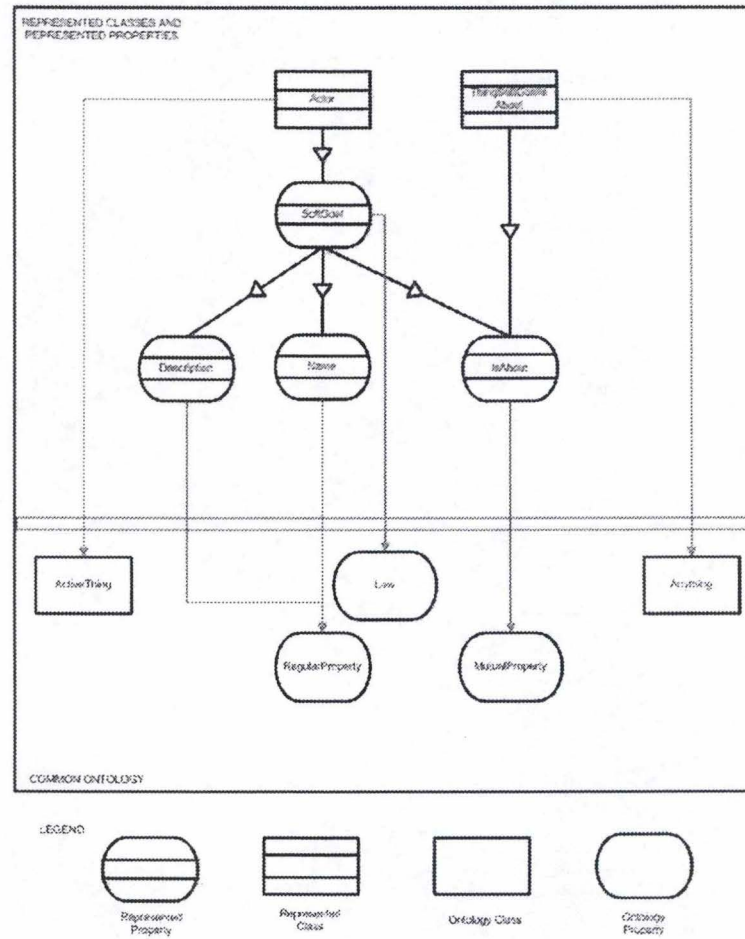 REPRESENTED CLASSES AND
REPRESENTED PROPERTIES
Actor
About
SoftGoal
Description
Name
IsAbout
ActiveThing
Law
Anything
RegularProperty
MutualProperty
COMMON ONTOLOGY
LEGEND
Represented
Property
Represented
Class
Ontology Class
Ontology
Property